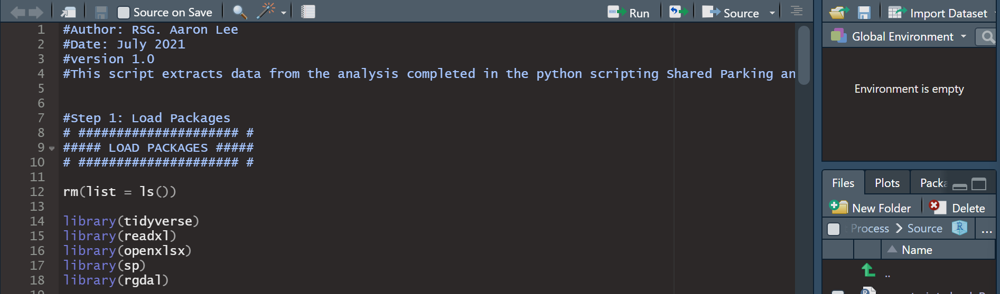 Source on Save
Run
Source
1 #Author: RSG. Aaron Lee
2 #Date: July 2021
3 #version 1.0
4 #This script extracts data from the analysis completed in the python scripting Shared Parking an
5
6
7 #Step 1: Load Packages
8 # ##################### #
9 ##### LOAD PACKAGES #####
10 # ##################### #
11
12 rm(list = ls())
13
14 library(tidyverse)
15 library(readxl)
16 library(openxlsx)
17 library(sp)
18 library(rgdal)
Import Dataset
Global Environment
Environment is empty
Files Plots Packa
New Folder Delete
Process > Source R ...
Name
..